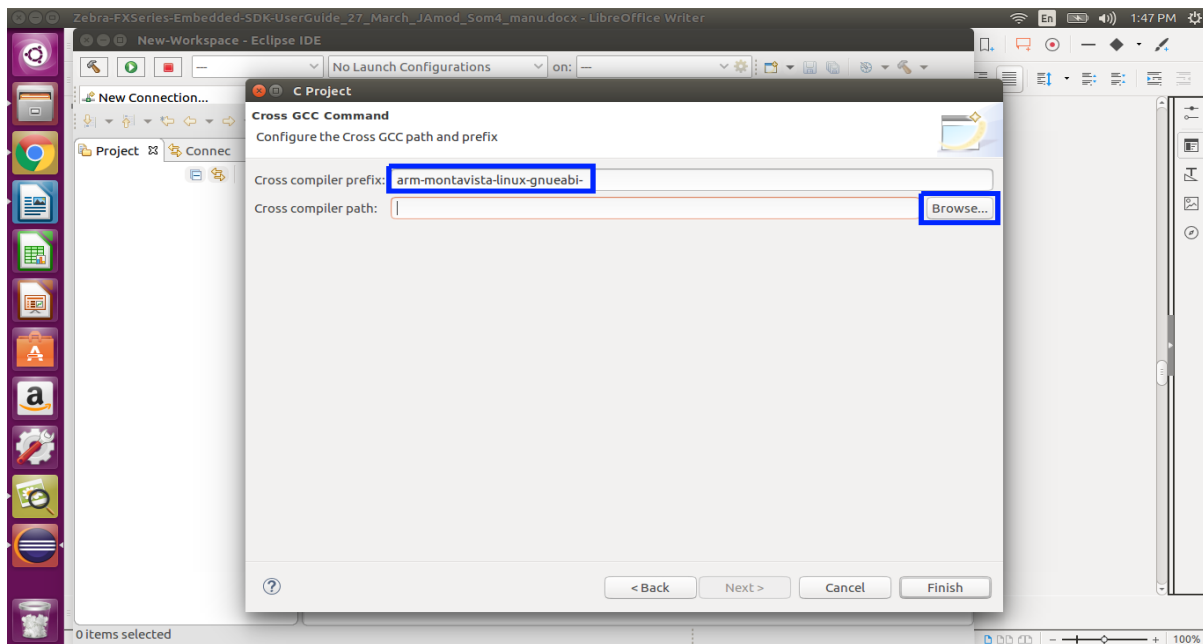 Zebra-FXSeries-Embedded-SDK-UserGuide_27_March_JAmod_Som4_manu.docx - LibreOffice Writer
En
1:47 PM
New-Workspace - Eclipse IDE
---
No Launch Configurations
on:
---
New Connection...
C Project
Cross GCC Command
Configure the Cross GCC path and prefix
Project
Connec
Cross compiler prefix:
arm-montavista-linux-gnueabi-
Cross compiler path:
Browse...
< Back
Next >
Cancel
Finish
0 items selected
100%